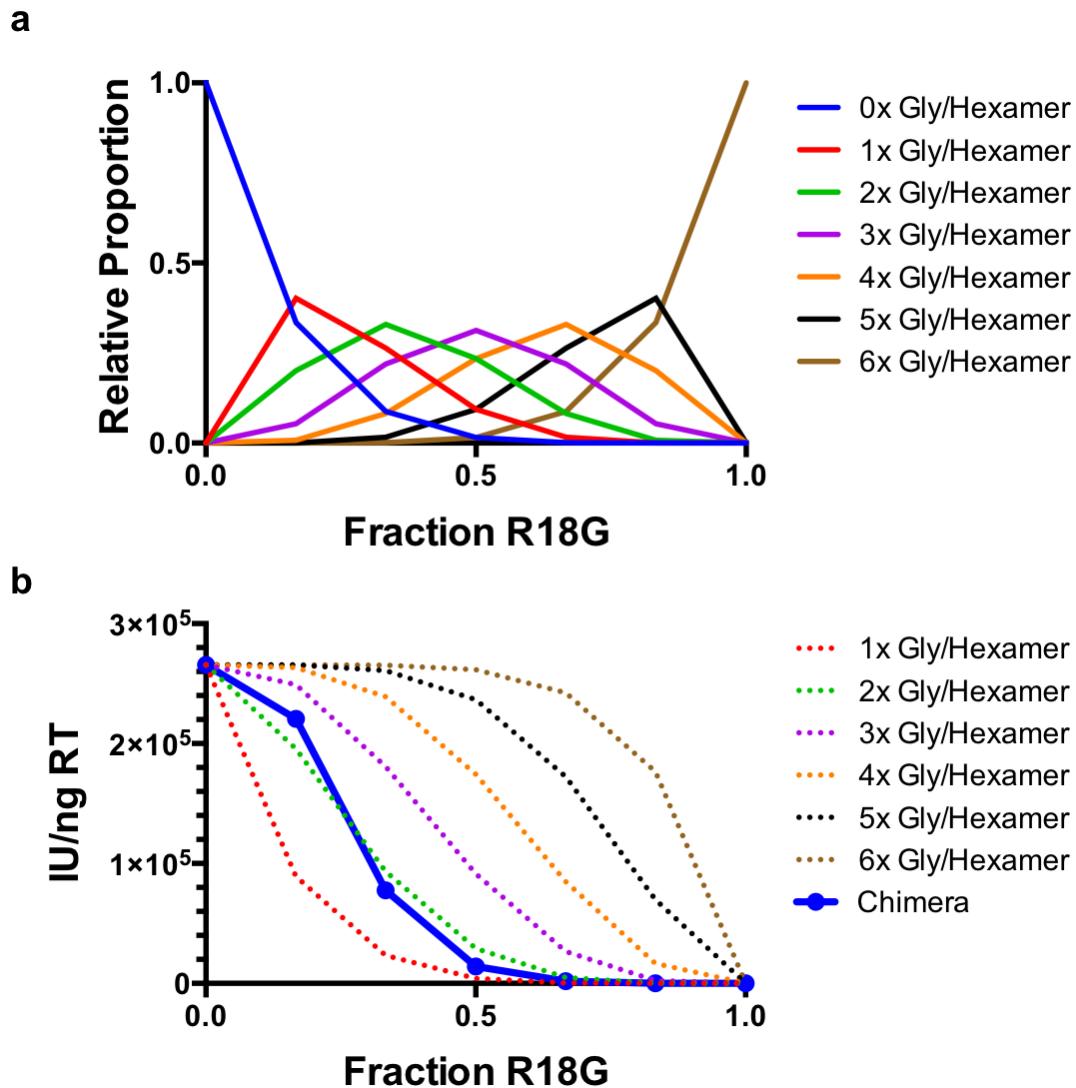 a
Relative Proportion
1.0
0.5
0.0
0.0 0.5 1.0
Fraction R18G
0x Gly/Hexamer
1x Gly/Hexamer
2x Gly/Hexamer
3x Gly/Hexamer
4x Gly/Hexamer
5x Gly/Hexamer
6x Gly/Hexamer
b
IU/ng RT
3×10⁵
2×10⁵
1×10⁵
0
0.0 0.5 1.0
Fraction R18G
1x Gly/Hexamer
2x Gly/Hexamer
3x Gly/Hexamer
4x Gly/Hexamer
5x Gly/Hexamer
6x Gly/Hexamer
Chimera